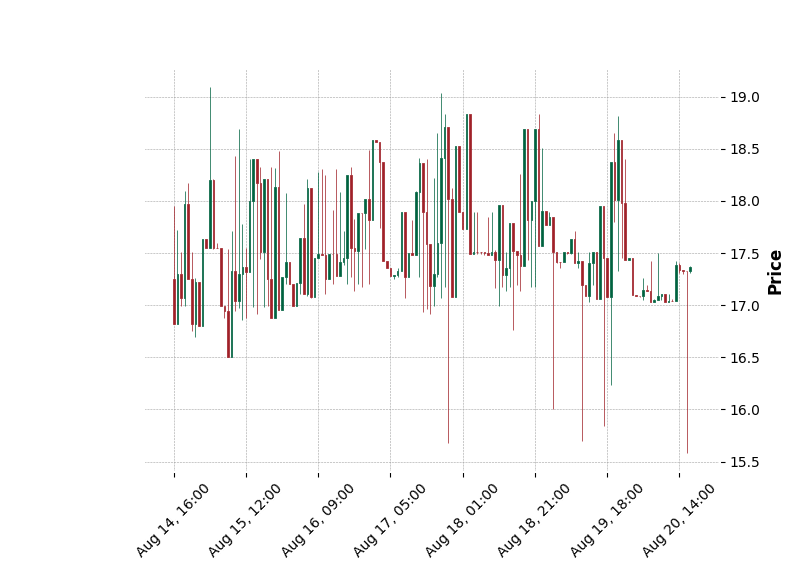 19.0
18.5
18.0
17.5
17.0
16.5
16.0
15.5
Price
Aug 14, 16:00
Aug 15, 12:00
Aug 16, 09:00
Aug 17, 05:00
Aug 18, 01:00
Aug 18, 21:00
Aug 19, 18:00
Aug 20, 14:00